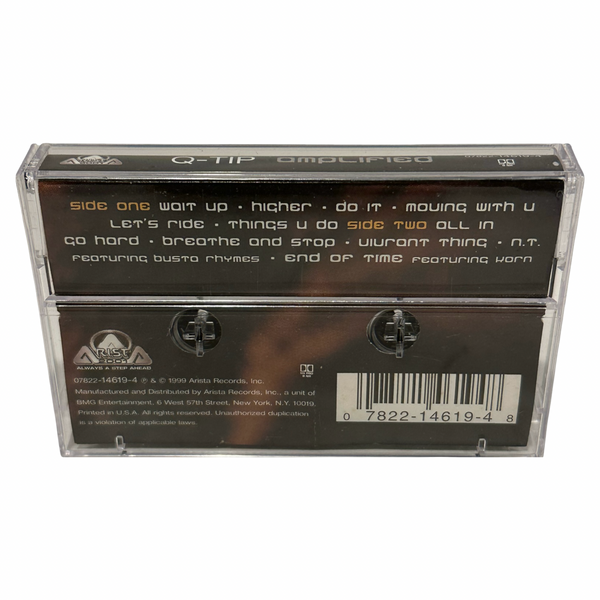 Q-TIP amplified 07822-14619-4
side one wait up • higher • do it • moving with u
let's ride • things u do side two all in
go hard • breathe and stop • vivrant thing • n.t.
featuring busta rhymes • end of time featuring korn
ARISTA
2001
ALWAYS A STEP AHEAD
07822-14619-4 ℗ & © 1999 Arista Records, Inc.
Manufactured and Distributed by Arista Records, Inc., a unit of
BMG Entertainment, 6 West 57th Street, New York, N.Y. 10019.
Printed in U.S.A. All rights reserved. Unauthorized duplication
is a violation of applicable laws.
0 7822-14619-4 8